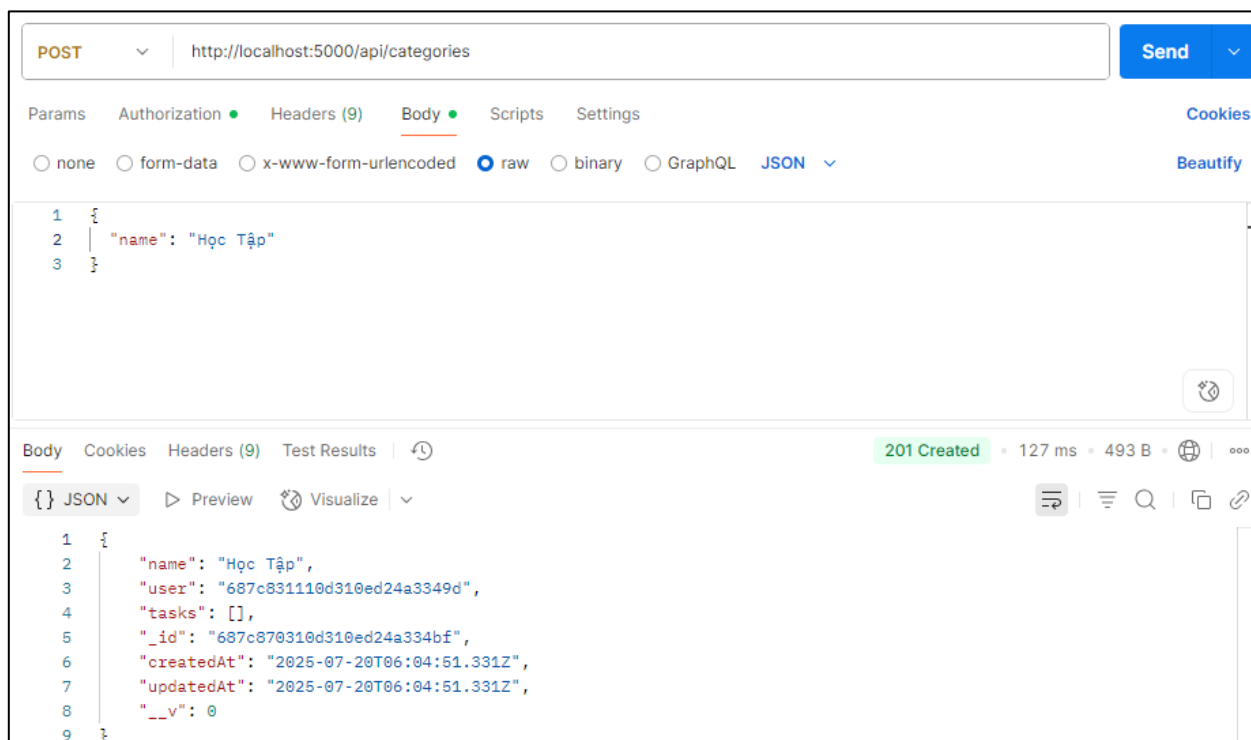 POST http://localhost:5000/api/categories Send
Params Authorization Headers (9) Body Scripts Settings Cookies
none form-data x-www-form-urlencoded raw binary GraphQL JSON Beautify
1 {
2 "name": "Học Tập"
3 }
Body Cookies Headers (9) Test Results 201 Created 127 ms 493 B
{} JSON Preview Visualize
1 {
2 "name": "Học Tập",
3 "user": "687c831110d310ed24a3349d",
4 "tasks": [],
5 "_id": "687c870310d310ed24a334bf",
6 "createdAt": "2025-07-20T06:04:51.331Z",
7 "updatedAt": "2025-07-20T06:04:51.331Z",
8 "__v": 0
9 }